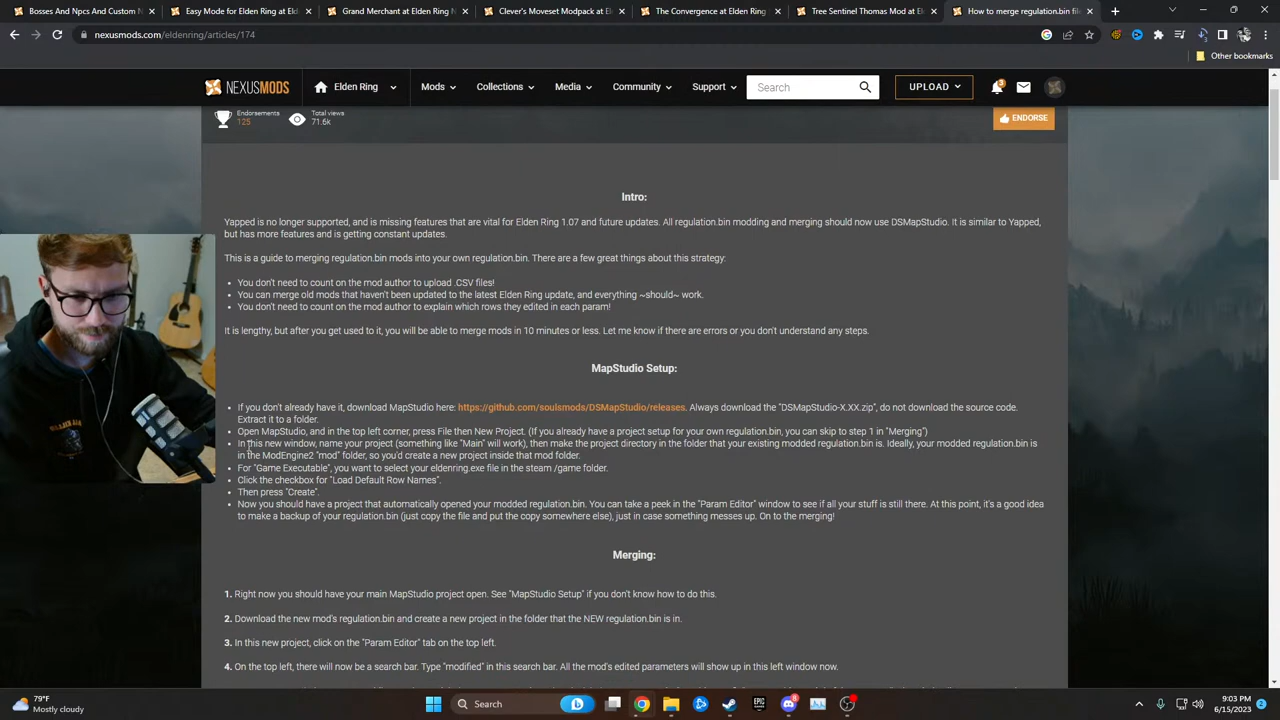 Bosses And Npcs And Custom N
Easy Mode for Elden Ring at Eld
Grand Merchant at Elden Ring N
Clever's Moveset Modpack at El
The Convergence at Elden Ring
Tree Sentinel Thomas Mod at El
How to merge regulation.bin file
nexusmods.com/eldenring/articles/174
Other bookmarks
NEXUSMODS
Elden Ring
Mods
Collections
Media
Community
Support
Search
UPLOAD
3
Endorsements
125
Total views
71.6k
ENDORSE
Intro:
Yapped is no longer supported, and is missing features that are vital for Elden Ring 1.07 and future updates. All regulation.bin modding and merging should now use DSMapStudio. It is similar to Yapped,
but has more features and is getting constant updates.
This is a guide to merging regulation.bin mods into your own regulation.bin. There are a few great things about this strategy:
You don't need to count on the mod author to upload .CSV files!
You can merge old mods that haven't been updated to the latest Elden Ring update, and everything ~should~ work.
You don't need to count on the mod author to explain which rows they edited in each param!
It is lengthy, but after you get used to it, you will be able to merge mods in 10 minutes or less. Let me know if there are errors or you don't understand any steps.
MapStudio Setup:
If you don't already have it, download MapStudio here: https://github.com/soulsmods/DSMapStudio/releases. Always download the "DSMapStudio-X.XX.zip", do not download the source code.
Extract it to a folder.
Open MapStudio, and in the top left corner, press File then New Project. (If you already have a project setup for your own regulation.bin, you can skip to step 1 in "Merging")
In this new window, name your project (something like "Main" will work), then make the project directory in the folder that your existing modded regulation.bin is. Ideally, your modded regulation.bin is
in the ModEngine2 "mod" folder, so you'd create a new project inside that mod folder.
For "Game Executable", you want to select your eldenring.exe file in the steam /game folder.
Click the checkbox for "Load Default Row Names".
Then press "Create".
Now you should have a project that automatically opened your modded regulation.bin. You can take a peek in the "Param Editor" window to see if all your stuff is still there. At this point, it's a good idea
to make a backup of your regulation.bin (just copy the file and put the copy somewhere else), just in case something messes up. On to the merging!
Merging:
1. Right now you should have your main MapStudio project open. See "MapStudio Setup" if you don't know how to do this.
2. Download the new mod's regulation.bin and create a new project in the folder that the NEW regulation.bin is in.
3. In this new project, click on the "Param Editor" tab on the top left.
4. On the top left, there will now be a search bar. Type "modified" in this search bar. All the mod's edited parameters will show up in this left window now.
79°F
Mostly cloudy
Search
9:03 PM
6/15/2023